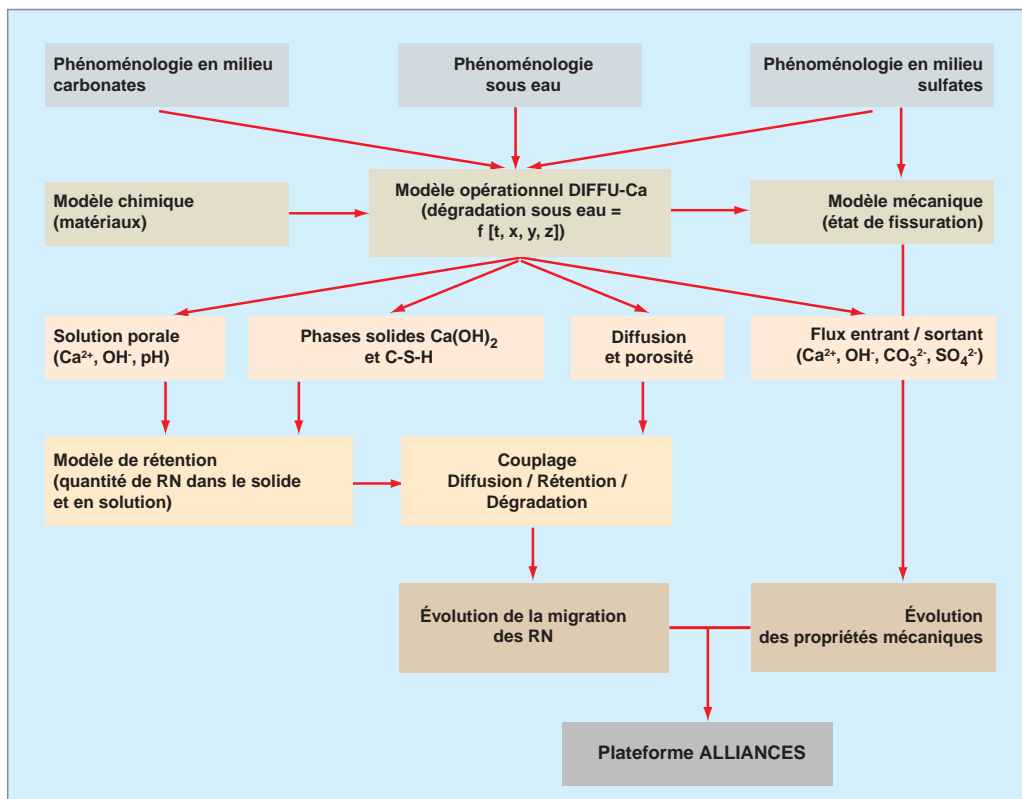 Phénoménologie en milieu
carbonates
Phénoménologie
sous eau
Phénoménologie en milieu
sulfates
Modèle chimique
(matériaux)
Modèle opérationnel DIFFU-Ca
(dégradation sous eau =
f [t, x, y, z])
Modèle mécanique
(état de fissuration)
Solution porale
(Ca²⁺, OH⁻, pH)
Phases solides Ca(OH)₂
et C-S-H
Diffusion
et porosité
Flux entrant / sortant
(Ca²⁺, OH⁻, CO₃²⁻, SO₄²⁻)
Modèle de rétention
(quantité de RN dans le solide
et en solution)
Couplage
Diffusion / Rétention /
Dégradation
Évolution de la migration
des RN
Évolution
des propriétés mécaniques
Plateforme ALLIANCES